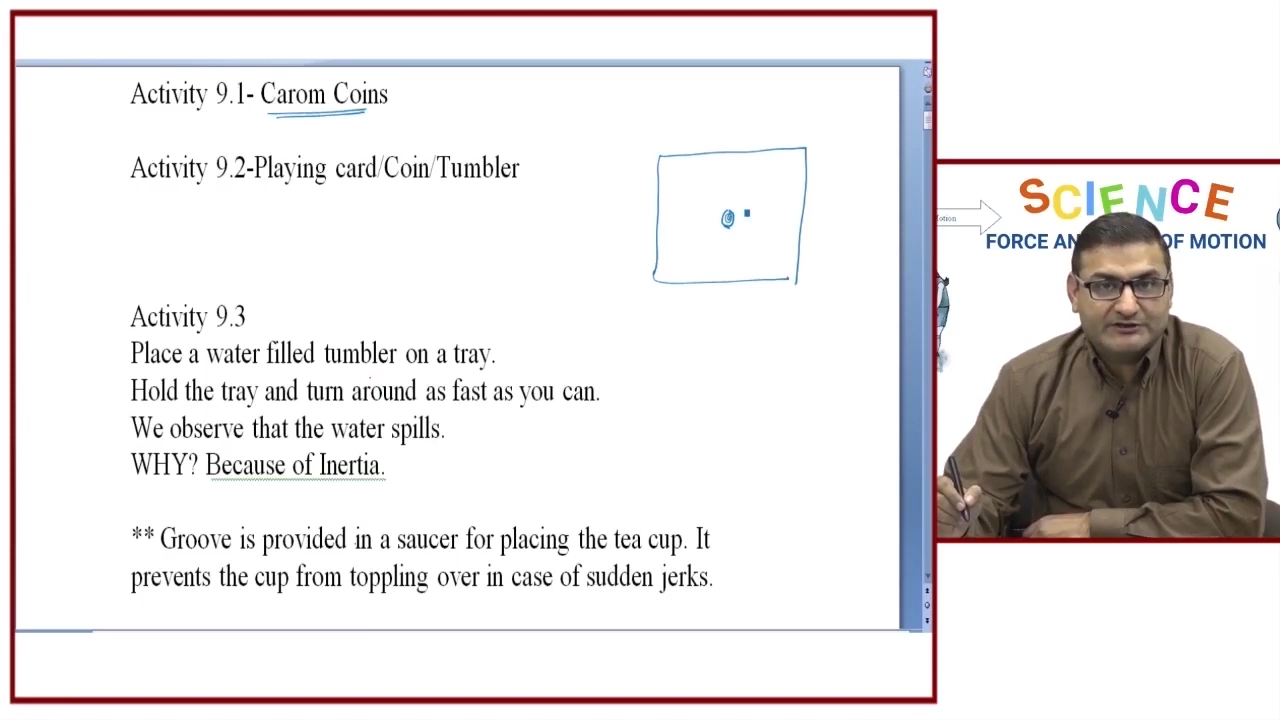 Activity 9.1- Carom Coins
Activity 9.2-Playing card/Coin/Tumbler
Activity 9.3
Place a water filled tumbler on a tray.
Hold the tray and turn around as fast as you can.
We observe that the water spills.
WHY? Because of Inertia.
** Groove is provided in a saucer for placing the tea cup. It
prevents the cup from toppling over in case of sudden jerks.
SCIENCE
FORCE AN OF MOTION